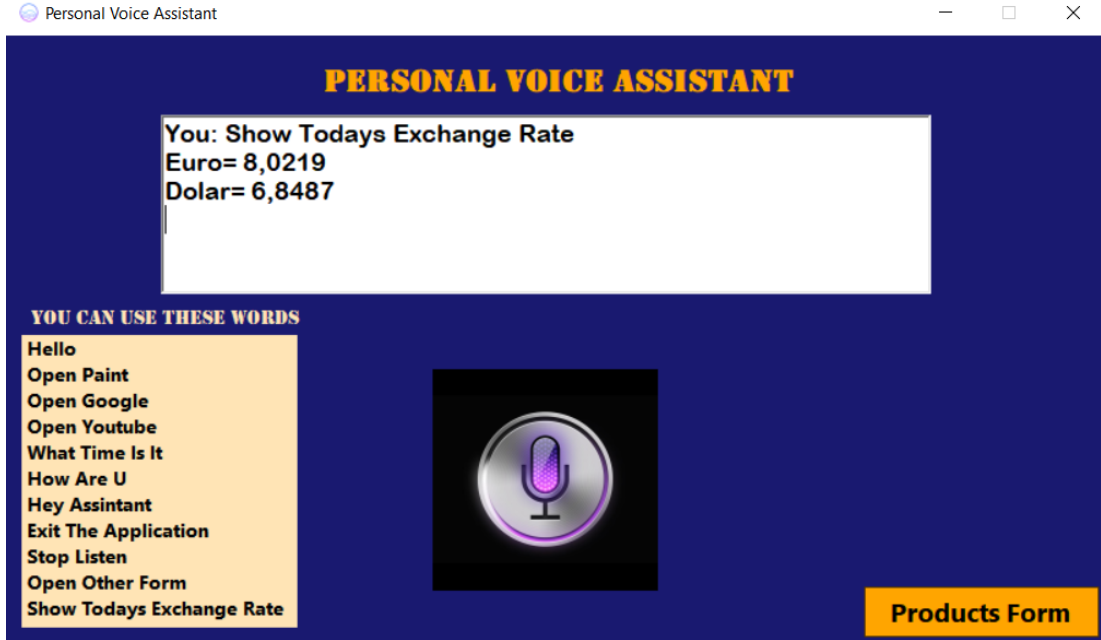 Personal Voice Assistant
PERSONAL VOICE ASSISTANT
You: Show Todays Exchange Rate
Euro= 8,0219
Dolar= 6,8487
YOU CAN USE THESE WORDS
Hello
Open Paint
Open Google
Open Youtube
What Time Is It
How Are U
Hey Assintant
Exit The Application
Stop Listen
Open Other Form
Show Todays Exchange Rate
Products Form